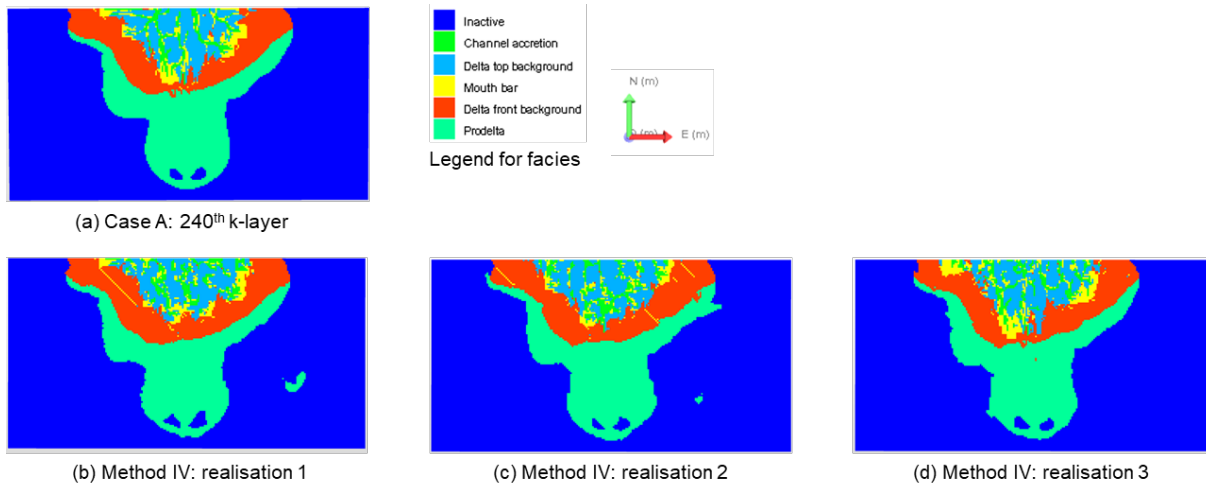 Inactive
Channel accretion
Delta top background
Mouth bar
Delta front background
Prodelta
N (m)
E (m)
Legend for facies
(a) Case A: 240th k-layer
(b) Method IV: realisation 1
(c) Method IV: realisation 2
(d) Method IV: realisation 3